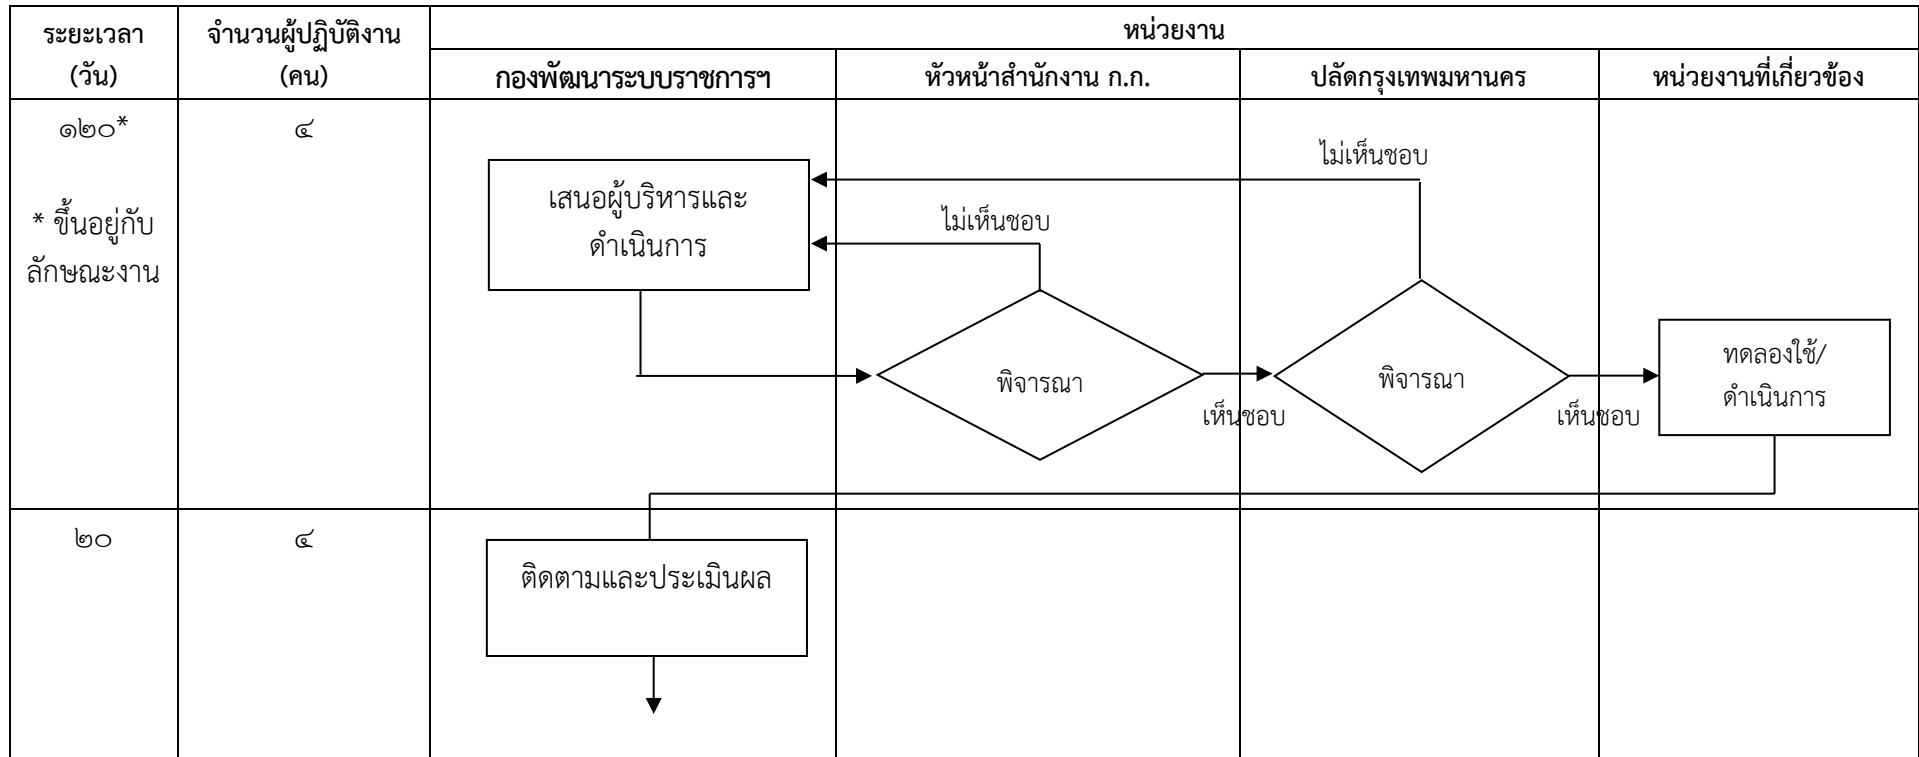 ระยะเวลา
(วัน)
จำนวนผู้ปฏิบัติงาน
(คน)
หน่วยงาน
กองพัฒนาระบบราชการฯ
หัวหน้าสำนักงาน ก.ก.
ปลัดกรุงเทพมหานคร
หน่วยงานที่เกี่ยวข้อง
๑๒๐*
* ขึ้นอยู่กับ
ลักษณะงาน
๔
เสนอผู้บริหารและ
ดำเนินการ
ไม่เห็นชอบ
ไม่เห็นชอบ
พิจารณา
เห็นชอบ
พิจารณา
เห็นชอบ
ทดลองใช้/
ดำเนินการ
๒๐
๔
ติดตามและประเมินผล